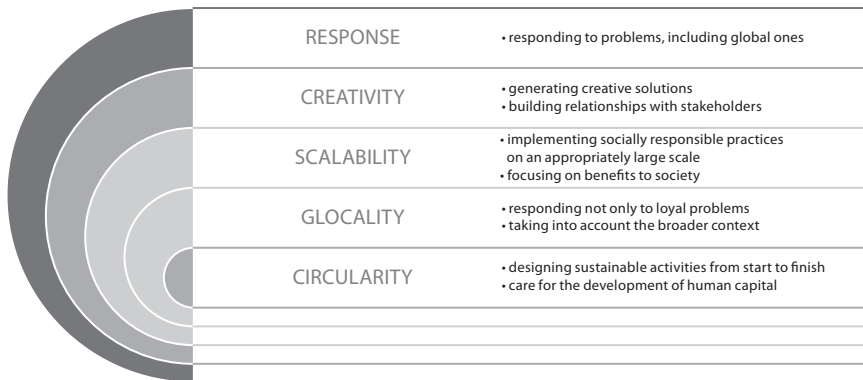 RESPONSE
• responding to problems, including global ones
CREATIVITY
• generating creative solutions
• building relationships with stakeholders
SCALABILITY
• implementing socially responsible practices
on an appropriately large scale
• focusing on benefits to society
GLOCALITY
• responding not only to loyal problems
• taking into account the broader context
CIRCULARITY
• designing sustainable activities from start to finish
• care for the development of human capital